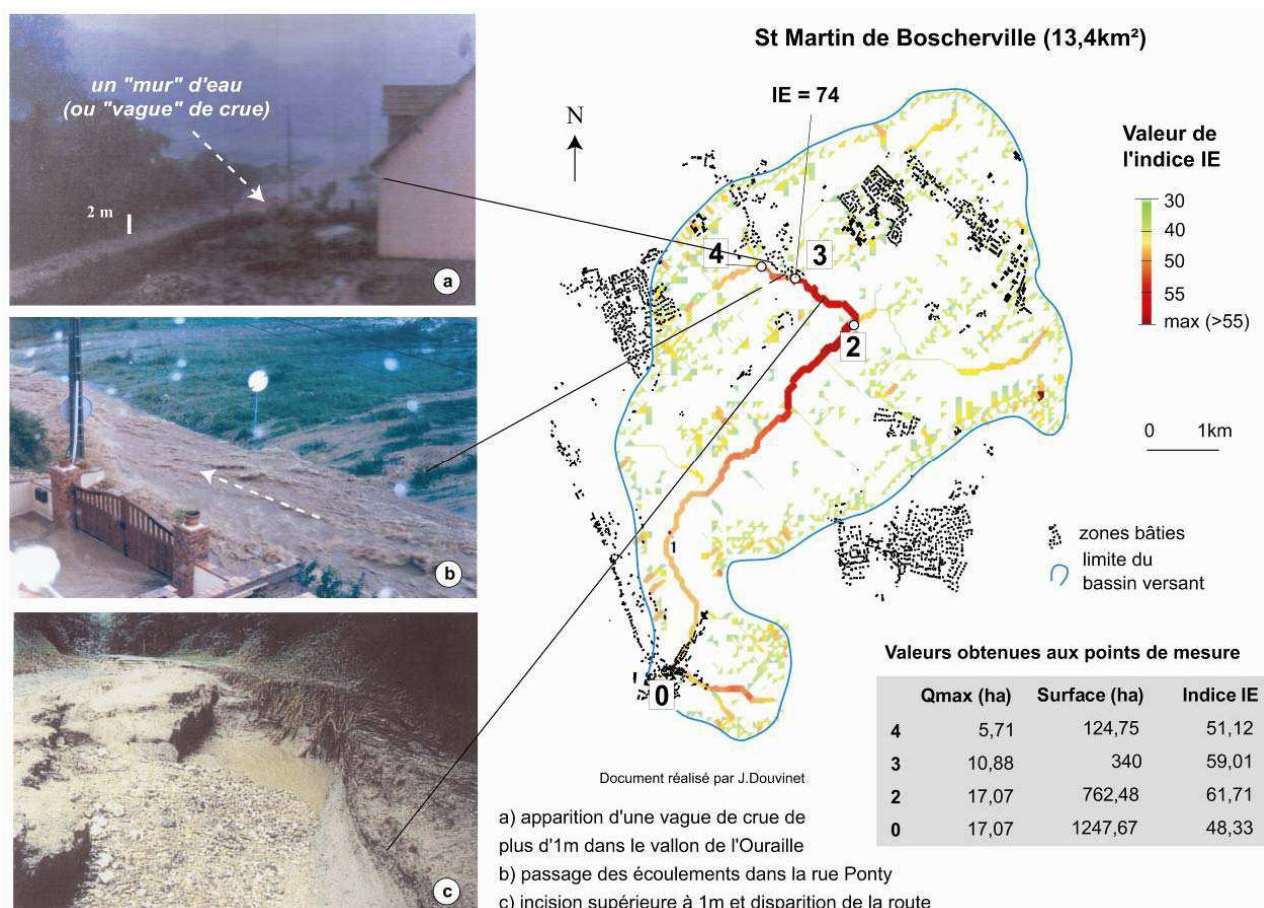 St Martin de Boscherville (13,4km²)
un "mur" d'eau
(ou "vague" de crue)
2 m
a
b
c
N
IE = 74
4
3
2
1
0
Valeur de
l'indice IE
30
40
50
55
max (>55)
0 1km
zones bâties
limite du
bassin versant
Valeurs obtenues aux points de mesure
Qmax (ha) Surface (ha) Indice IE
4 5,71 124,75 51,12
3 10,88 340 59,01
2 17,07 762,48 61,71
0 17,07 1247,67 48,33
Document réalisé par J.Douvinet
a) apparition d'une vague de crue de
plus d'1m dans le vallon de l'Ouraille
b) passage des écoulements dans la rue Ponty
c) incision supérieure à 1m et disparition de la route